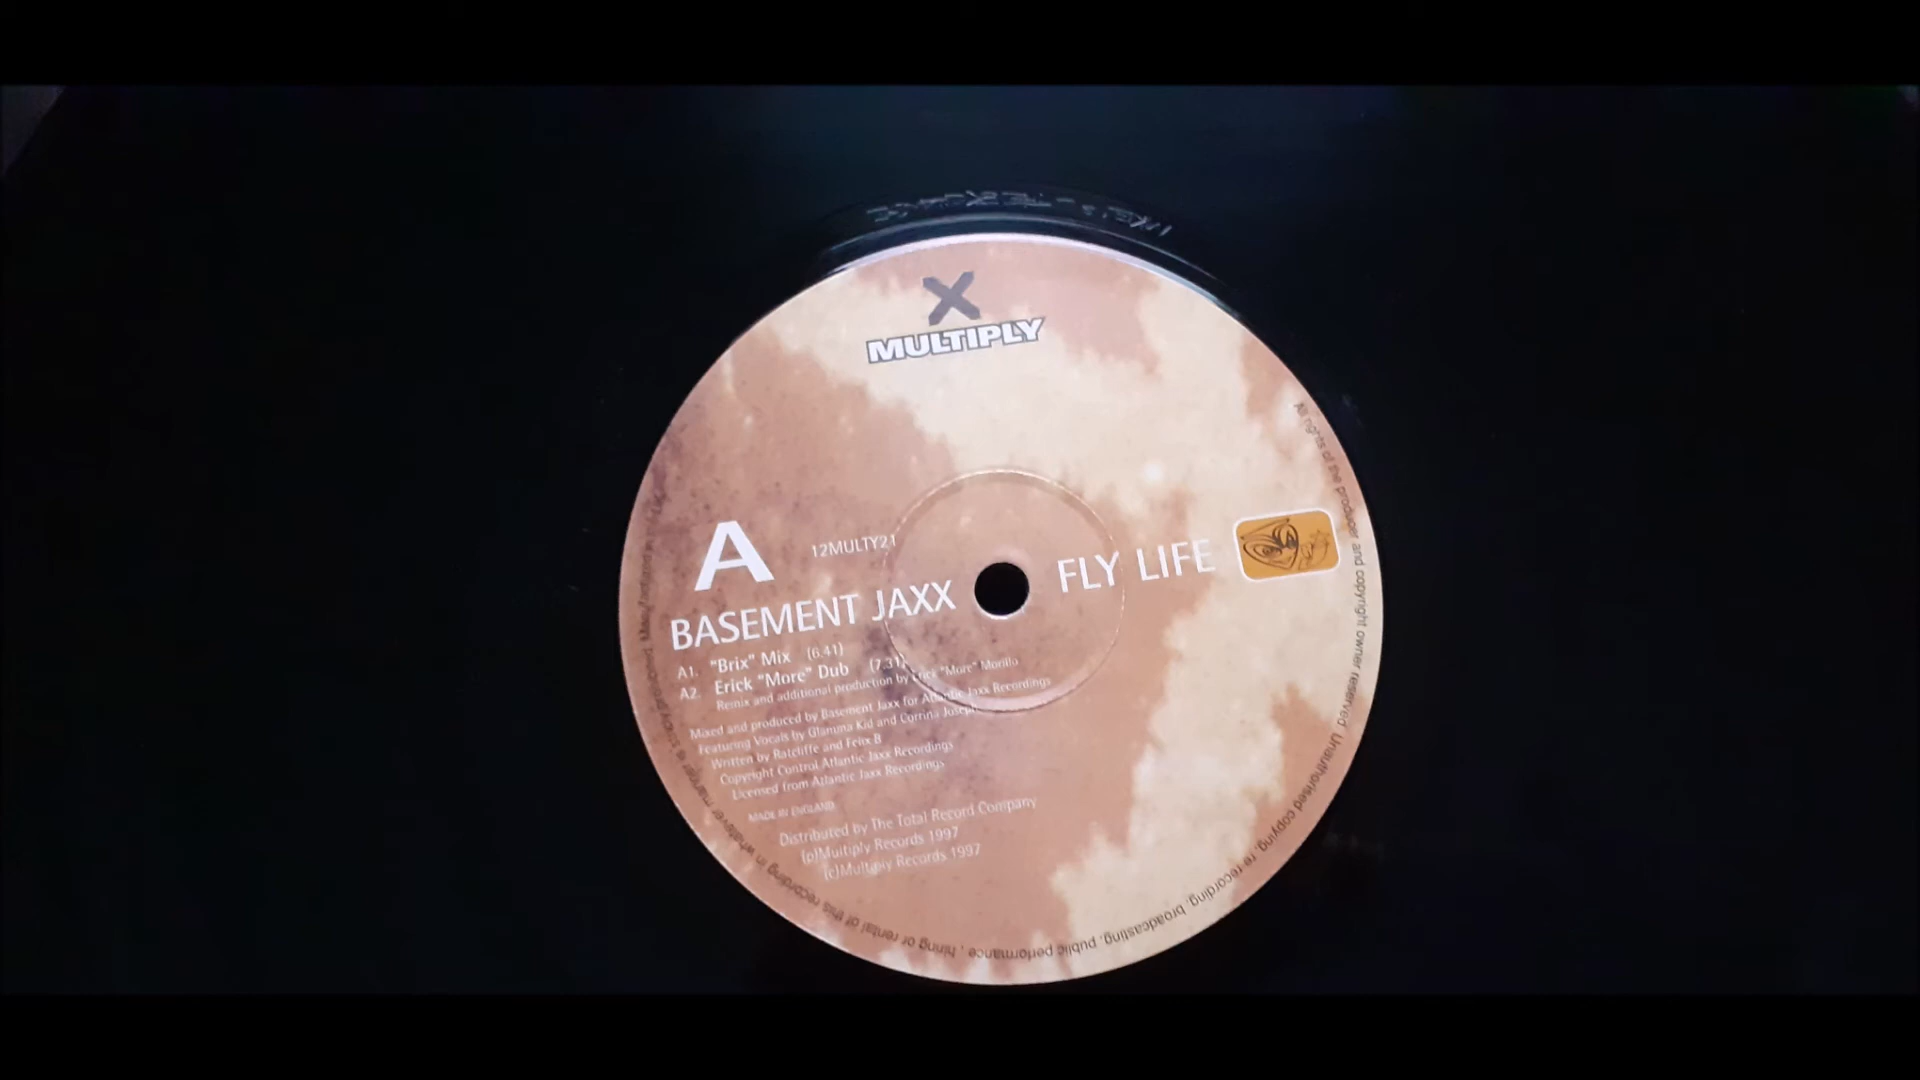 X
MULTIPLY
A
12MULTY21
BASEMENT JAXX FLY LIFE
A1. "Brix" Mix (6.41)
A2. Erick "More" Dub (7.31)
Remix and additional production by Erick "More" Morillo
Mixed and produced by Basement Jaxx for Atlantic Jaxx Recordings
Featuring Vocals by Glamma Kid and Corrina Joseph
Written by Ratcliffe and Felix B
Copyright Control Atlantic Jaxx Recordings
Licensed from Atlantic Jaxx Recordings
MADE IN ENGLAND
Distributed by The Total Record Company
(p)Multiply Records 1997
(c)Multiply Records 1997
All rights of the producer and copyright owner reserved. Unauthorised copying, re recording, broadcasting, public performance, hiring or rental of this recording in whatever manner is strictly prohibited.